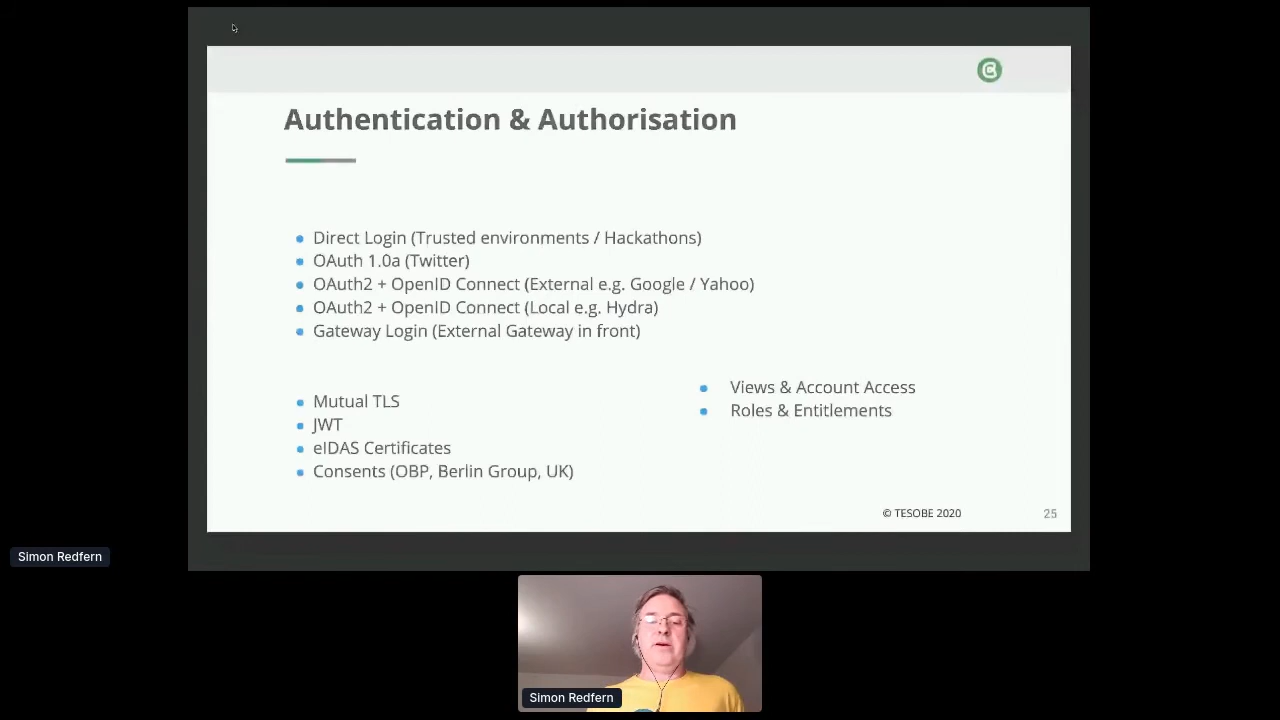 Authentication & Authorisation
Direct Login (Trusted environments / Hackathons)
OAuth 1.0a (Twitter)
OAuth2 + OpenID Connect (External e.g. Google / Yahoo)
OAuth2 + OpenID Connect (Local e.g. Hydra)
Gateway Login (External Gateway in front)
Mutual TLS
JWT
eIDAS Certificates
Consents (OBP, Berlin Group, UK)
Views & Account Access
Roles & Entitlements
© TESOBE 2020
25
Simon Redfern
Simon Redfern